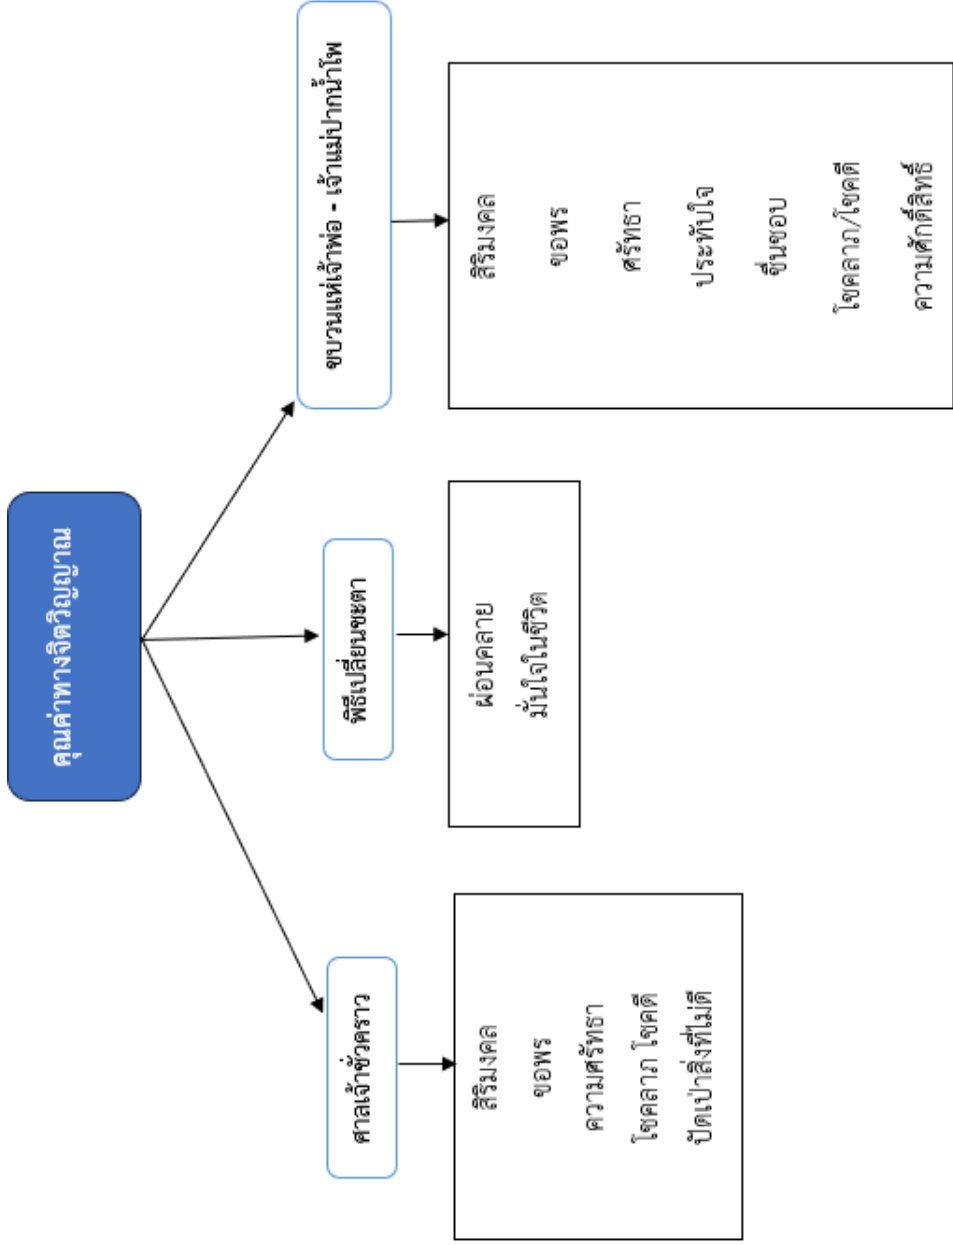 คุณค่าทางจิตวิญญาณ
ศาลเจ้าชั่วคราว
สิริมงคล
ขอพร
ความศรัทธา
โชคลาภ โชคดี
ปัดเป่าสิ่งที่ไม่ดี
พิธีเปลี่ยนชะตา
ผ่อนคลาย
มั่นใจในชีวิต
ขบวนแห่เจ้าพ่อ - เจ้าแม่ปากน้ำโพ
สิริมงคล
ขอพร
ศรัทธา
ประทับใจ
ชื่นชอบ
โชคลาภ/โชคดี
ความศักดิ์สิทธิ์